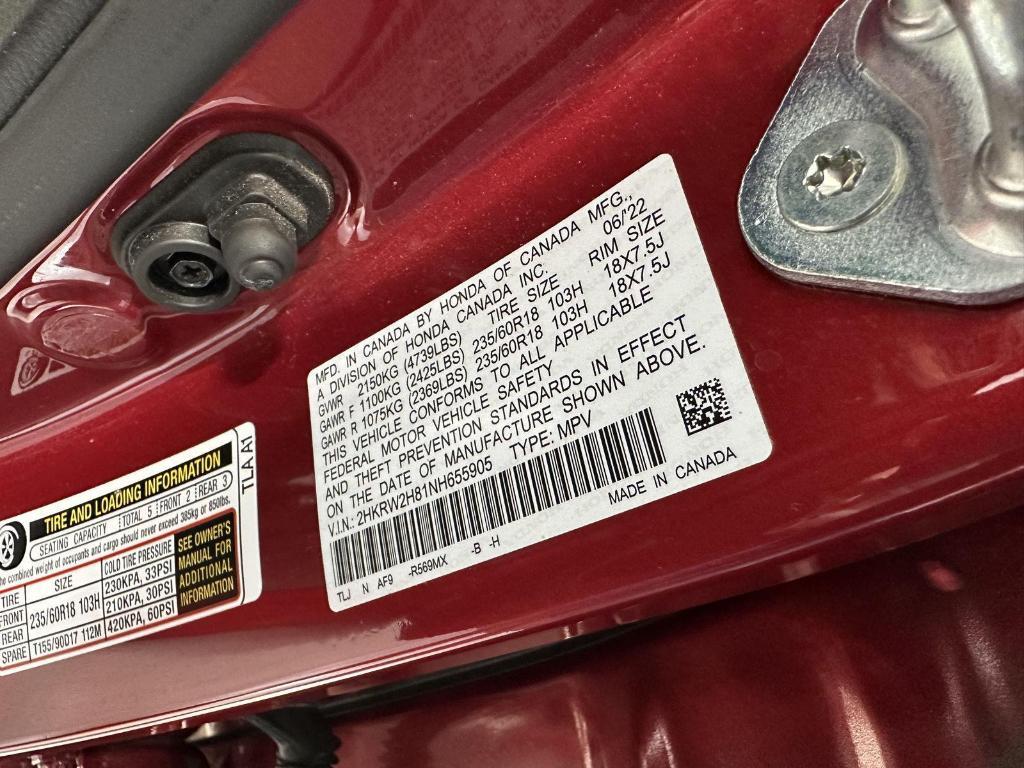 MFD. IN CANADA BY HONDA OF CANADA MFG.,
A DIVISION OF HONDA CANADA INC. 06/'22
GVWR 2150KG (4739LBS) TIRE SIZE RIM SIZE
GAWR F 1100KG (2425LBS) 235/60R18 103H 18X7.5J
GAWR R 1075KG (2369LBS) 235/60R18 103H 18X7.5J
THIS VEHICLE CONFORMS TO ALL APPLICABLE
FEDERAL MOTOR VEHICLE SAFETY
AND THEFT PREVENTION STANDARDS IN EFFECT
ON THE DATE OF MANUFACTURE SHOWN ABOVE.
V.I.N.: 2HKRW2H81NH655905 TYPE: MPV
TLJ N AF9 -R569MX -B -H MADE IN CANADA
TIRE AND LOADING INFORMATION
SEATING CAPACITY TOTAL 5 FRONT 2 REAR 3
combined weight of occupants and cargo should never exceed 385kg or 850lbs.
TIRE SIZE COLD TIRE PRESSURE
FRONT 235/60R18 103H 230KPA, 33PSI
REAR 210KPA, 30PSI
SPARE T155/90D17 112M 420KPA, 60PSI
SEE OWNER'S
MANUAL FOR
ADDITIONAL
INFORMATION
TLA A1